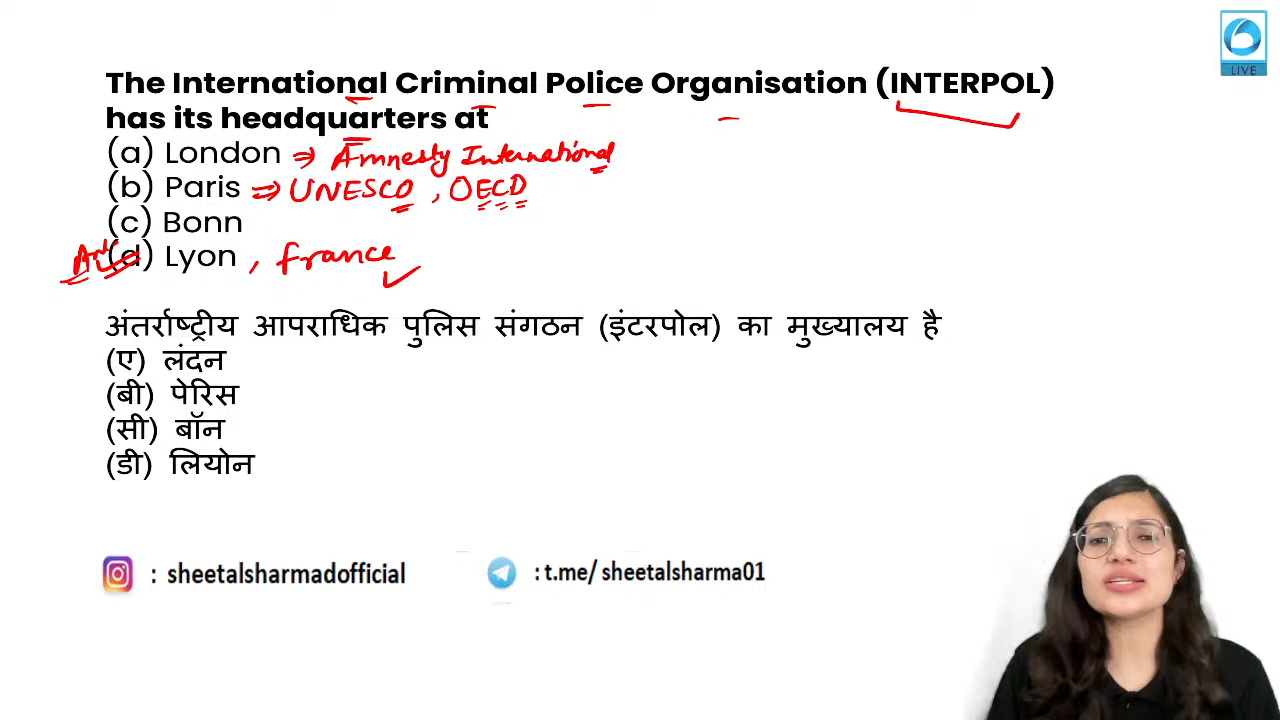 LIVE
The International Criminal Police Organisation (INTERPOL)
has its headquarters at
(a) London ⇒ Amnesty International
(b) Paris ⇒ UNESCO, OECD
(c) Bonn
Ans (d) Lyon, france
अंतर्राष्ट्रीय आपराधिक पुलिस संगठन (इंटरपोल) का मुख्यालय है
(ए) लंदन
(बी) पेरिस
(सी) बॉन
(डी) लियोन
: sheetalsharmadofficial
: t.me/ sheetalsharma01